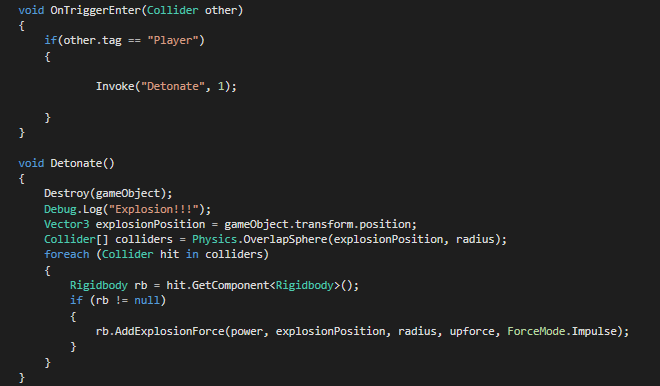 void OnTriggerEnter(Collider other)
{
if(other.tag == "Player")
{
Invoke("Detonate", 1);
}
}
void Detonate()
{
Destroy(gameObject);
Debug.Log("Explosion!!!");
Vector3 explosionPosition = gameObject.transform.position;
Collider[] colliders = Physics.OverlapSphere(explosionPosition, radius);
foreach (Collider hit in colliders)
{
Rigidbody rb = hit.GetComponent<Rigidbody>();
if (rb != null)
{
rb.AddExplosionForce(power, explosionPosition, radius, upforce, ForceMode.Impulse);
}
}
}